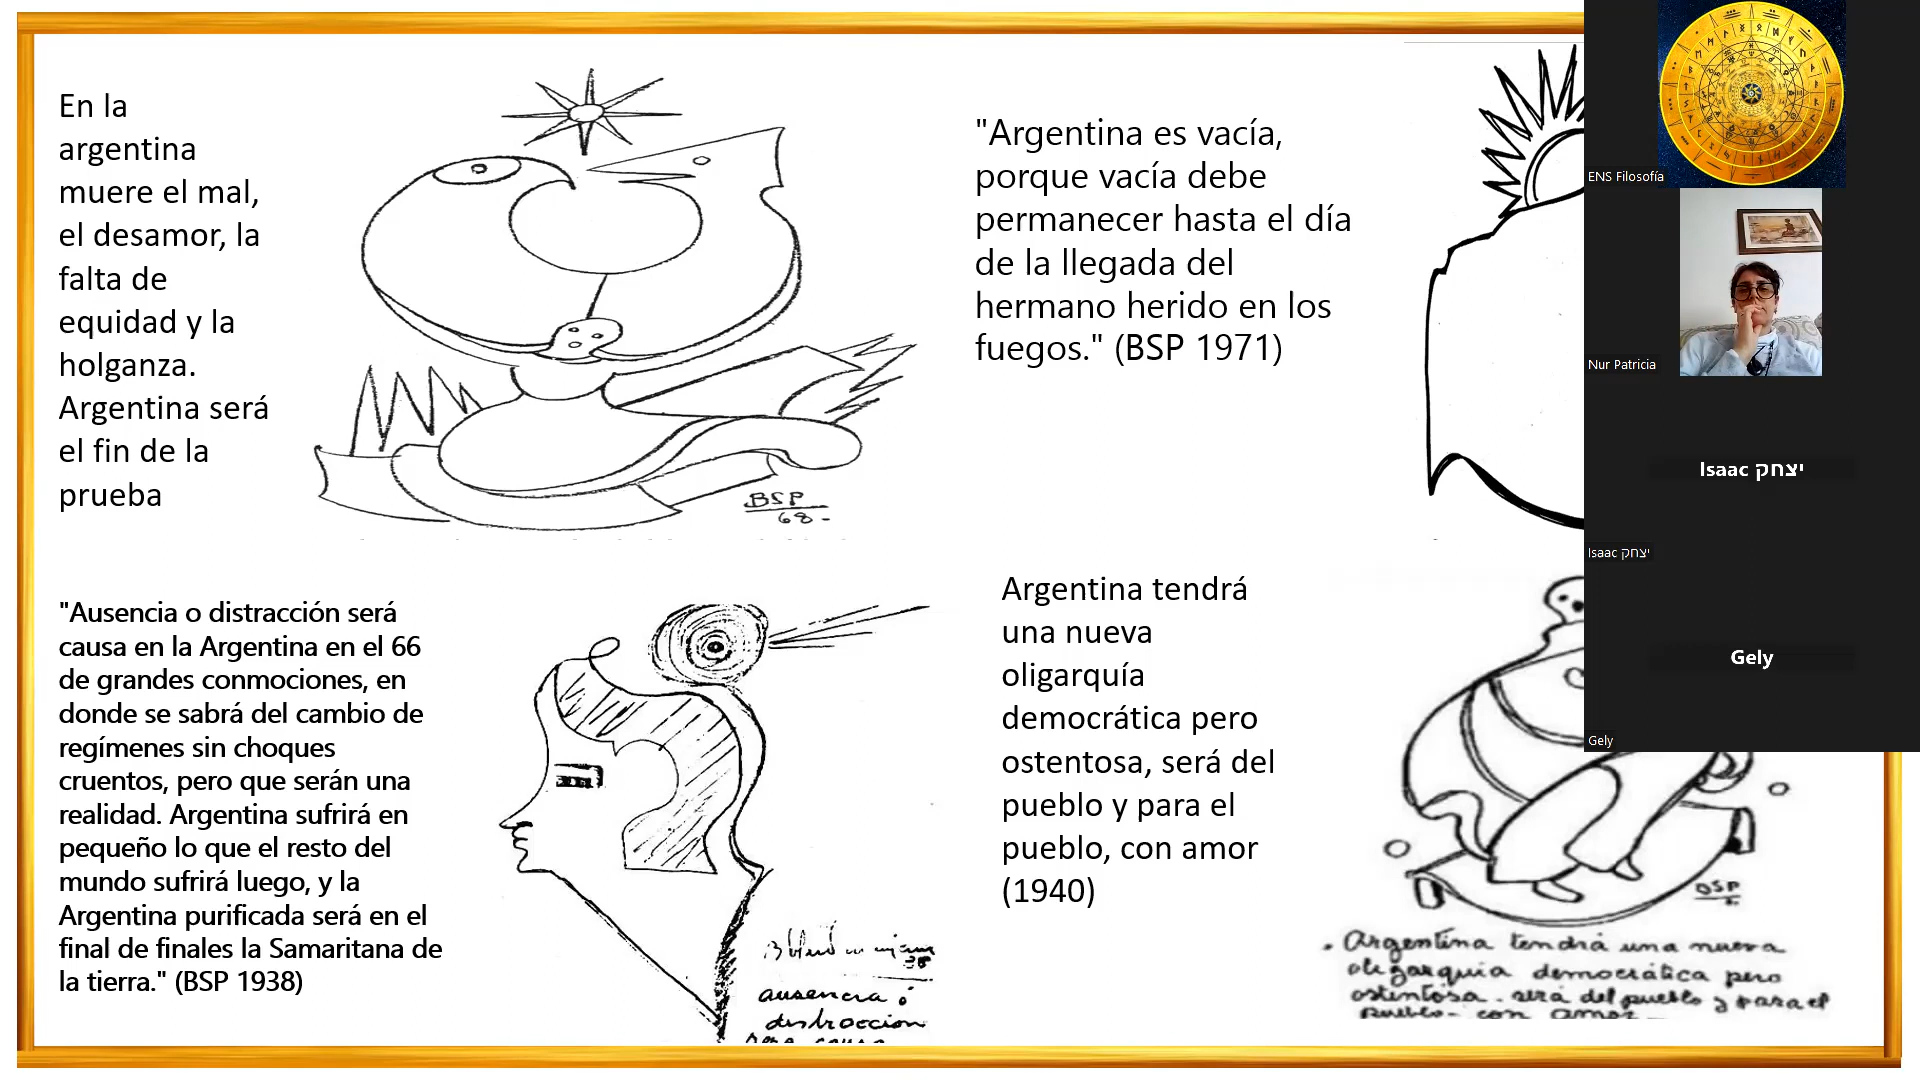 En la
argentina
muere el mal,
el desamor, la
falta de
equidad y la
holganza.
Argentina será
el fin de la
prueba
BSP
68-
"Argentina es vacía,
porque vacía debe
permanecer hasta el día
de la llegada del
hermano herido en los
fuegos." (BSP 1971)
"Ausencia o distracción será
causa en la Argentina en el 66
de grandes conmociones, en
donde se sabrá del cambio de
regímenes sin choques
cruentos, pero que serán una
realidad. Argentina sufrirá en
pequeño lo que el resto del
mundo sufrirá luego, y la
Argentina purificada será en el
final de finales la Samaritana de
la tierra." (BSP 1938)
38
ausencia ó
distraccion
sera causa
Argentina tendrá
una nueva
oligarquía
democrática pero
ostentosa, será del
pueblo y para el
pueblo, con amor
(1940)
BSP
Argentina tendrá una nueva
oligarquia democrática pero
ostentosa - será del pueblo y para el
pueblo - con amor -
ENS Filosofía
Nur Patricia
Isaac יצחק
Isaac יצחק
Gely
Gely